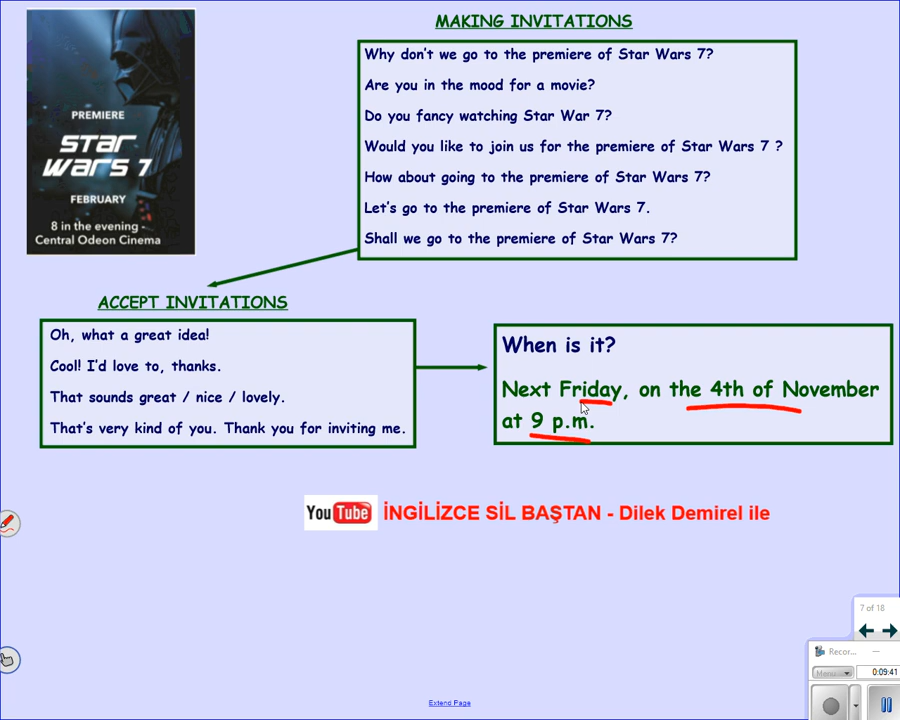 PREMIERE
STAR
WARS 7
FEBRUARY
8 in the evening -
Central Odeon Cinema
MAKING INVITATIONS
Why don't we go to the premiere of Star Wars 7?
Are you in the mood for a movie?
Do you fancy watching Star War 7?
Would you like to join us for the premiere of Star Wars 7 ?
How about going to the premiere of Star Wars 7?
Let's go to the premiere of Star Wars 7.
Shall we go to the premiere of Star Wars 7?
ACCEPT INVITATIONS
Oh, what a great idea!
Cool! I'd love to, thanks.
That sounds great / nice / lovely.
That's very kind of you. Thank you for inviting me.
When is it?
Next Friday, on the 4th of November
at 9 p.m.
YouTube İNGİLİZCE SİL BAŞTAN - Dilek Demirel ile
7 of 18
Recor...
Menu
0:09:41
Extend Page